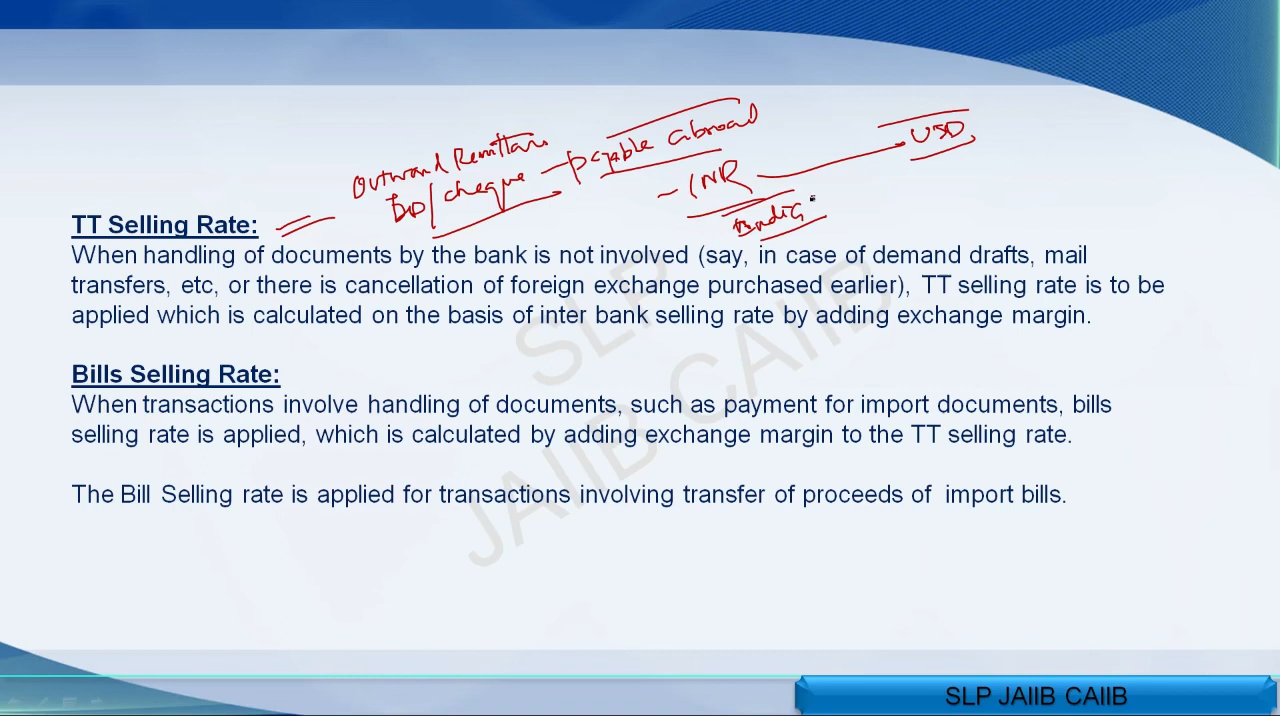 Outward Remittan
DD/cheque – payable abroad
– INR
USD
TT Selling Rate:
When handling of documents by the bank is not involved (say, in case of demand drafts, mail
transfers, etc, or there is cancellation of foreign exchange purchased earlier), TT selling rate is to be
applied which is calculated on the basis of inter bank selling rate by adding exchange margin.
Bills Selling Rate:
When transactions involve handling of documents, such as payment for import documents, bills
selling rate is applied, which is calculated by adding exchange margin to the TT selling rate.
The Bill Selling rate is applied for transactions involving transfer of proceeds of import bills.
SLP
JAIIB CAIIB
SLP JAIIB CAIIB